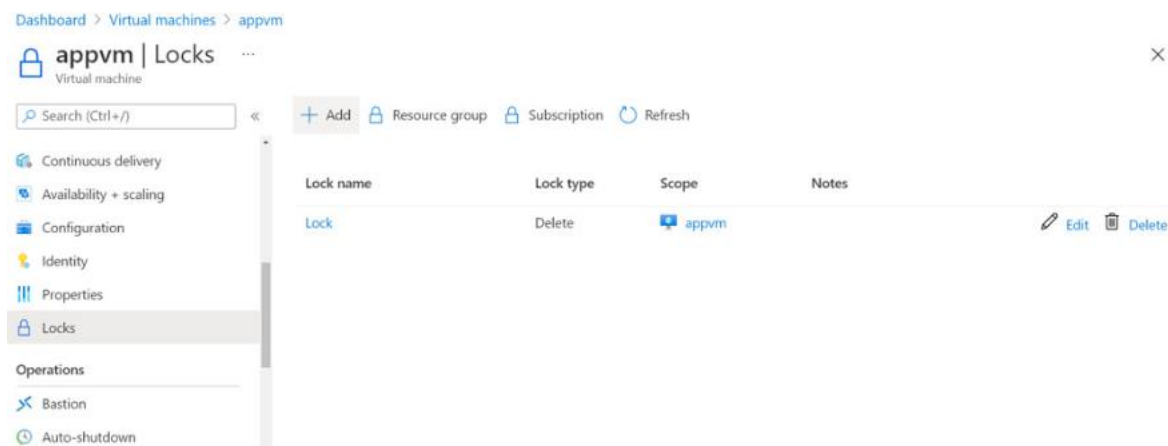 Dashboard > Virtual machines > appvm
appvm | Locks ...
Virtual machine
Search (Ctrl+/) «
+ Add Resource group Subscription Refresh
Continuous delivery
Availability + scaling
Configuration
Identity
Properties
Locks
Operations
Bastion
Auto-shutdown
Lock name Lock type Scope Notes
Lock Delete appvm Edit Delete